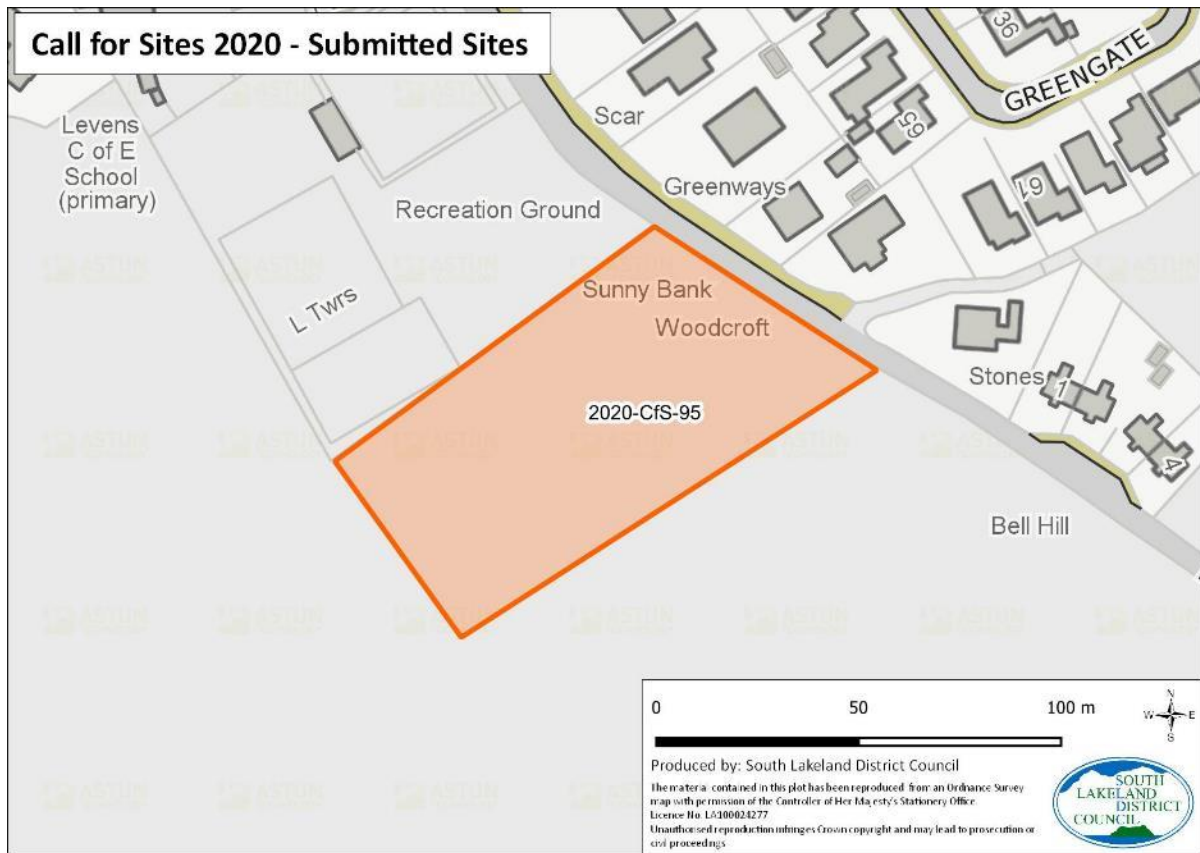 Call for Sites 2020 - Submitted Sites
36
GREENGATE
Levens
C of E
School
(primary)
Scar
65
Greenways
61
Recreation Ground
L Twrs
Sunny Bank
Woodcroft
2020-CfS-95
Stones
1
4
Bell Hill
0 50 100 m
N
W E
S
Produced by: South Lakeland District Council
The material contained in this plot has been reproduced from an Ordnance Survey
map with permission of the Controller of Her Majesty's Stationery Office.
Licence No. LA100024277
Unauthorised reproduction infringes Crown copyright and may lead to prosecution or
civil proceedings
SOUTH
LAKELAND
DISTRICT
COUNCIL
ASTUN